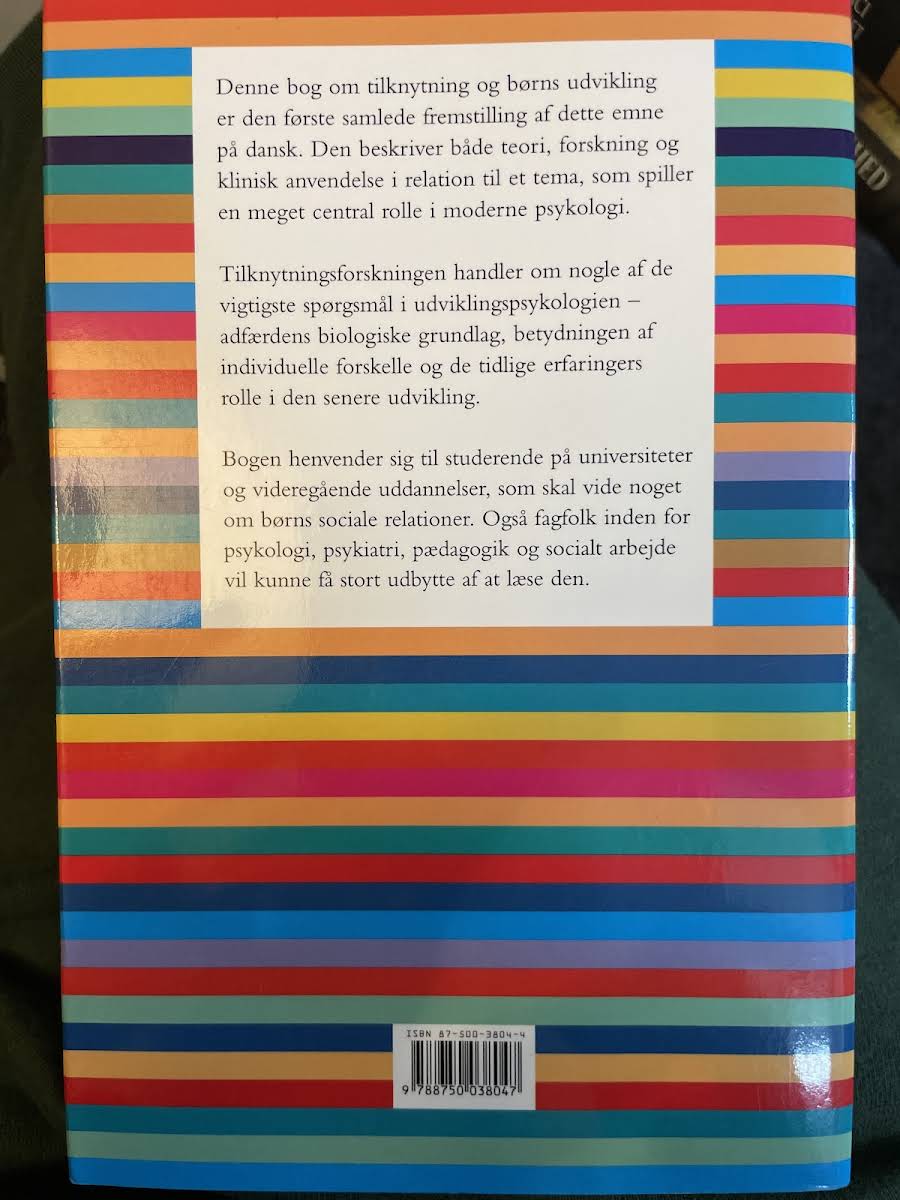 Denne bog om tilknytning og børns udvikling
er den første samlede fremstilling af dette emne
på dansk. Den beskriver både teori, forskning og
klinisk anvendelse i relation til et tema, som spiller
en meget central rolle i moderne psykologi.
Tilknytningsforskningen handler om nogle af de
vigtigste spørgsmål i udviklingspsykologien –
adfærdens biologiske grundlag, betydningen af
individuelle forskelle og de tidlige erfaringers
rolle i den senere udvikling.
Bogen henvender sig til studerende på universiteter
og videregående uddannelser, som skal vide noget
om børns sociale relationer. Også fagfolk inden for
psykologi, psykiatri, pædagogik og socialt arbejde
vil kunne få stort udbytte af at læse den.
ISBN 87-500-3804-4
9 788750 038047